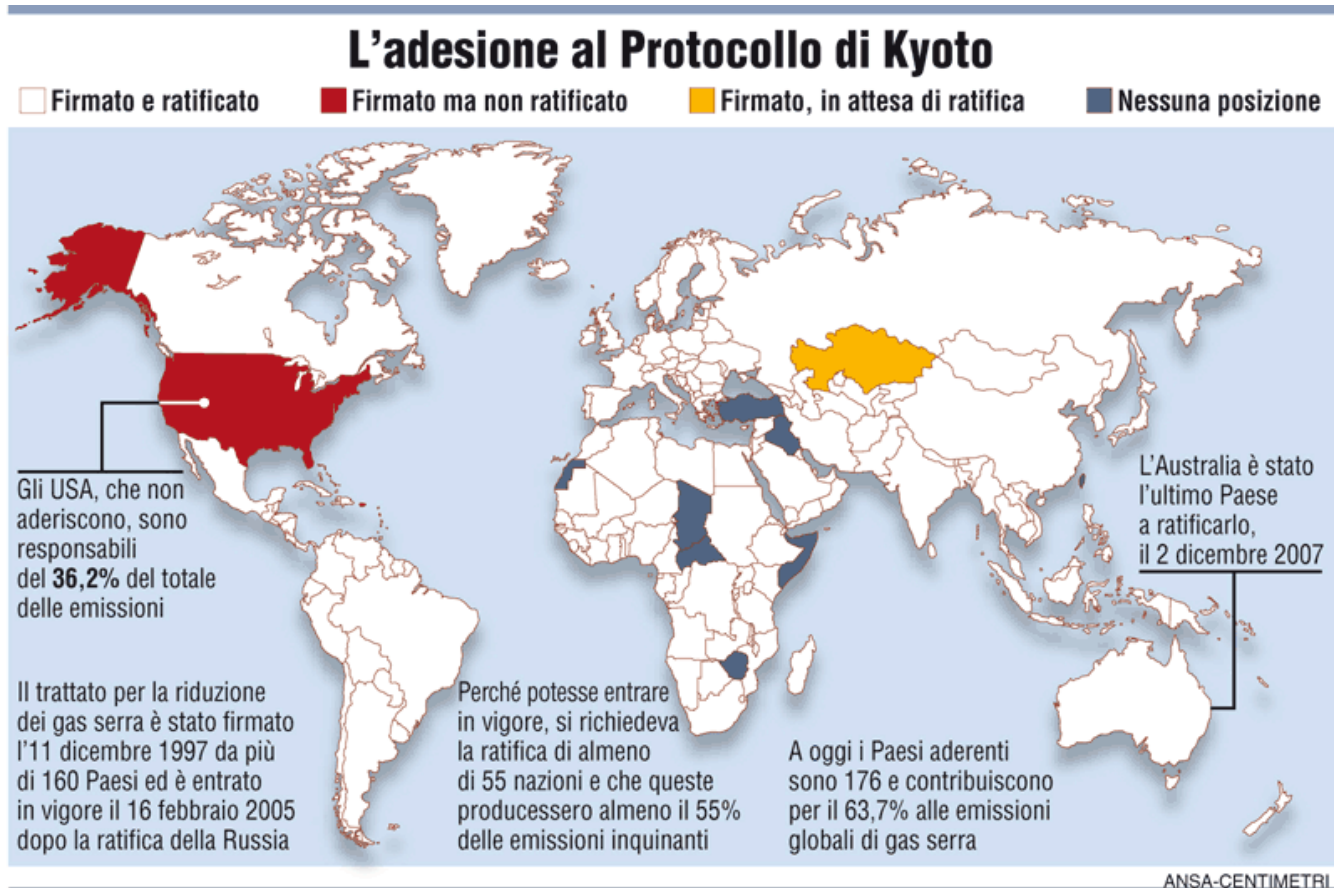 L'adesione al Protocollo di Kyoto
Firmato e ratificato
Firmato ma non ratificato
Firmato, in attesa di ratifica
Nessuna posizione
Gli USA, che non
aderiscono, sono
responsabili
del 36,2% del totale
delle emissioni
L'Australia è stato
l'ultimo Paese
a ratificarlo,
il 2 dicembre 2007
Il trattato per la riduzione
dei gas serra è stato firmato
l'11 dicembre 1997 da più
di 160 Paesi ed è entrato
in vigore il 16 febbraio 2005
dopo la ratifica della Russia
Perché potesse entrare
in vigore, si richiedeva
la ratifica di almeno
di 55 nazioni e che queste
producessero almeno il 55%
delle emissioni inquinanti
A oggi i Paesi aderenti
sono 176 e contribuiscono
per il 63,7% alle emissioni
globali di gas serra
ANSA-CENTIMETRI